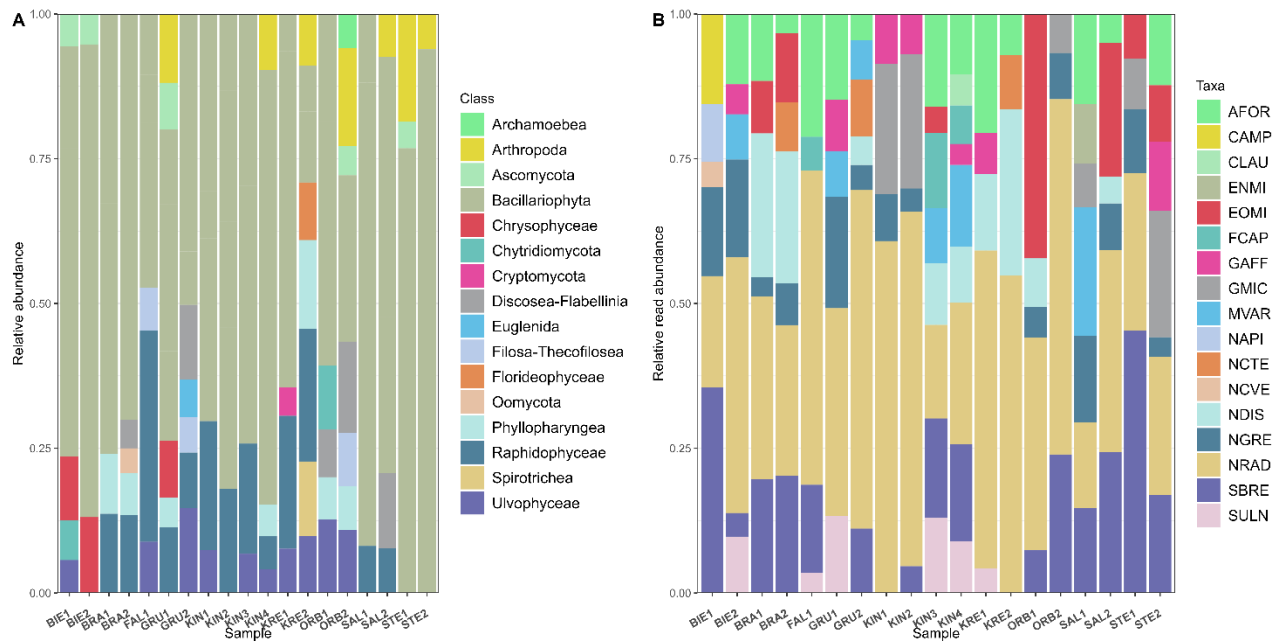 A
Relative abundance
1.00
0.75
0.50
0.25
0.00
BIE1 BIE2 BRA1 BRA2 FAL1 GRU1 GRU2 KIN1 KIN2 KIN3 KIN4 KRE1 KRE2 ORB1 ORB2 SAL1 SAL2 STE1 STE2
Sample
Class
Archamoebea
Arthropoda
Ascomycota
Bacillariophyta
Chrysophyceae
Chytridiomycota
Cryptomycota
Discosea-Flabellinia
Euglenida
Filosa-Thecofilosea
Florideophyceae
Oomycota
Phyllopharyngea
Raphidophyceae
Spirotrichea
Ulvophyceae
B
Relative read abundance
1.00
0.75
0.50
0.25
0.00
BIE1 BIE2 BRA1 BRA2 FAL1 GRU1 GRU2 KIN1 KIN2 KIN3 KIN4 KRE1 KRE2 ORB1 ORB2 SAL1 SAL2 STE1 STE2
Sample
Taxa
AFOR
CAMP
CLAU
ENMI
EOMI
FCAP
GAFF
GMIC
MVAR
NAPI
NCTE
NCVE
NDIS
NGRE
NRAD
SBRE
SULN